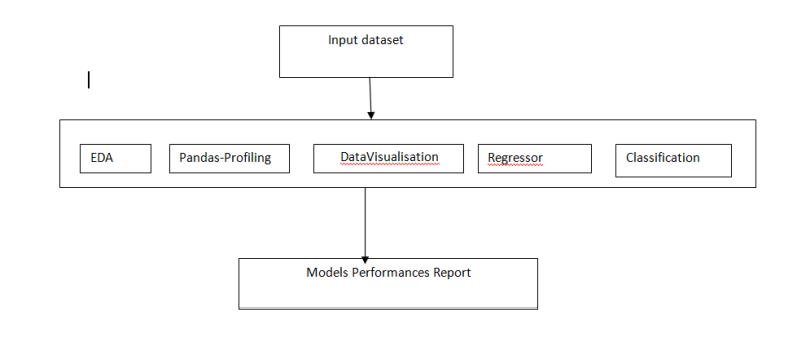 Input dataset
EDA
Pandas-Profiling
DataVisualisation
Regressor
Classification
Models Performances Report